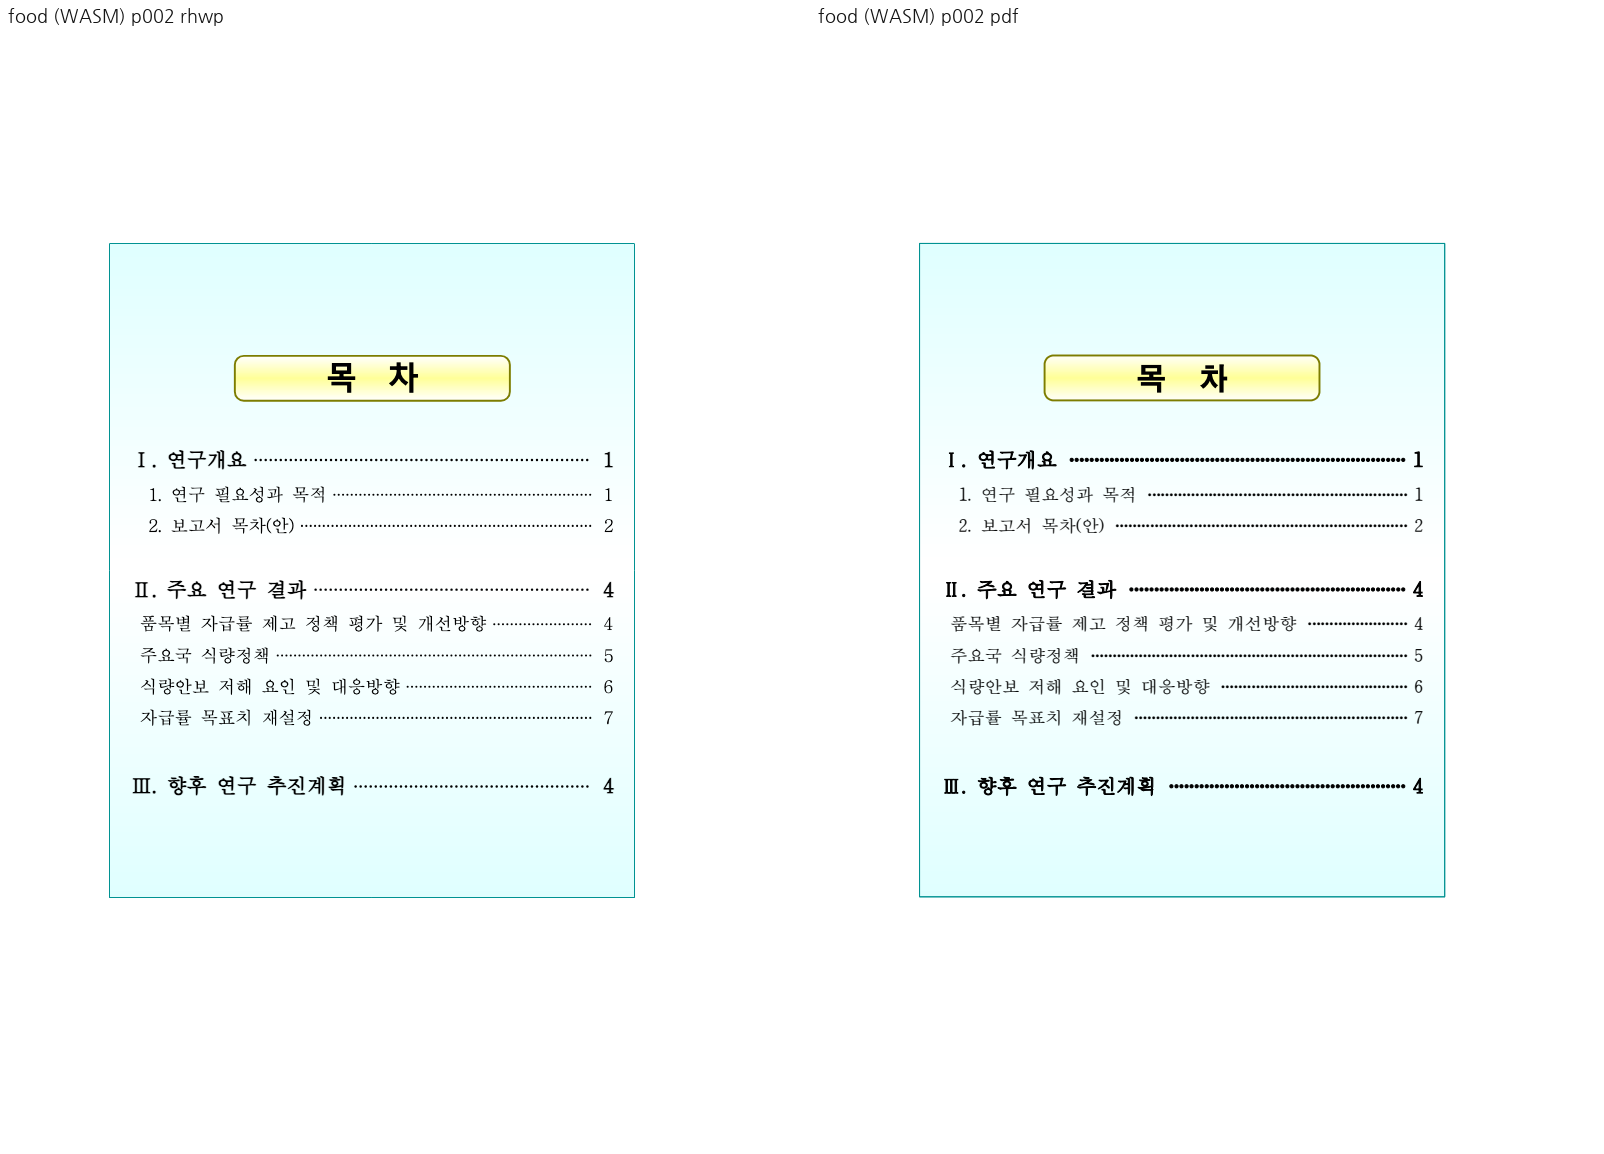 food (WASM) p002 rhwp
목 차
Ⅰ. 연구개요 ································································ 1
1. 연구 필요성과 목적 ···························································· 1
2. 보고서 목차(안) ···································································· 2
Ⅱ. 주요 연구 결과 ····················································· 4
품목별 자급률 제고 정책 평가 및 개선방향 ······················· 4
주요국 식량정책 ·········································································· 5
식량안보 저해 요인 및 대응방향 ··········································· 6
자급률 목표치 재설정 ······························································· 7
Ⅲ. 향후 연구 추진계획 ············································· 4
food (WASM) p002 pdf
목 차
Ⅰ. 연구개요 ································································ 1
1. 연구 필요성과 목적 ···························································· 1
2. 보고서 목차(안) ···································································· 2
Ⅱ. 주요 연구 결과 ····················································· 4
품목별 자급률 제고 정책 평가 및 개선방향 ······················· 4
주요국 식량정책 ·········································································· 5
식량안보 저해 요인 및 대응방향 ··········································· 6
자급률 목표치 재설정 ······························································· 7
Ⅲ. 향후 연구 추진계획 ············································· 4